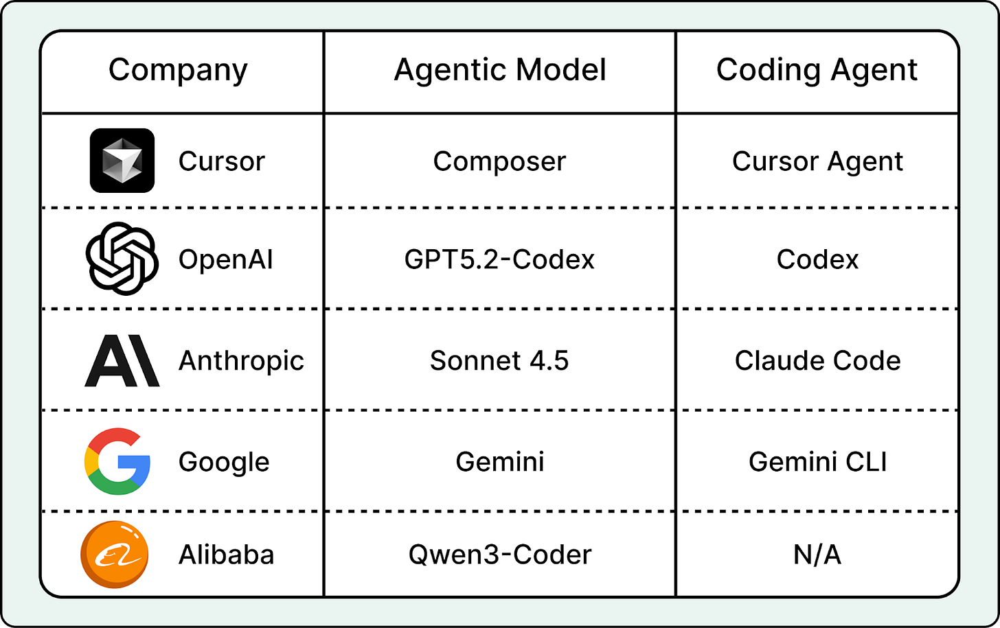 Company Agentic Model Coding Agent
Cursor Composer Cursor Agent
OpenAI GPT5.2-Codex Codex
Anthropic Sonnet 4.5 Claude Code
Google Gemini Gemini CLI
Alibaba Qwen3-Coder N/A